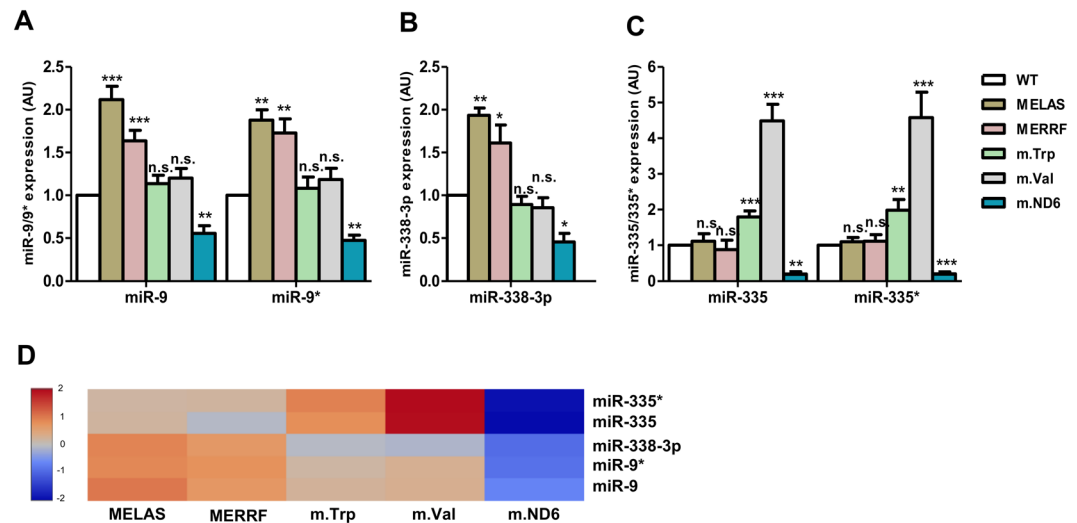 A
miR-9/9* expression (AU)
2.5
2.0
1.5
1.0
0.5
0.0
***
***
n.s.
n.s.
**
**
**
n.s.
n.s.
**
miR-9
miR-9*
B
miR-338-3p expression (AU)
2.5
2.0
1.5
1.0
0.5
0.0
**
*
n.s.
n.s.
*
miR-338-3p
C
miR-335/335* expression (AU)
6
5
4
3
2
1
0
n.s.
n.s
***
***
**
n.s.
n.s.
**
***
***
miR-335
miR-335*
WT
MELAS
MERRF
m.Trp
m.Val
m.ND6
D
2
1
0
-1
-2
miR-335*
miR-335
miR-338-3p
miR-9*
miR-9
MELAS
MERRF
m.Trp
m.Val
m.ND6